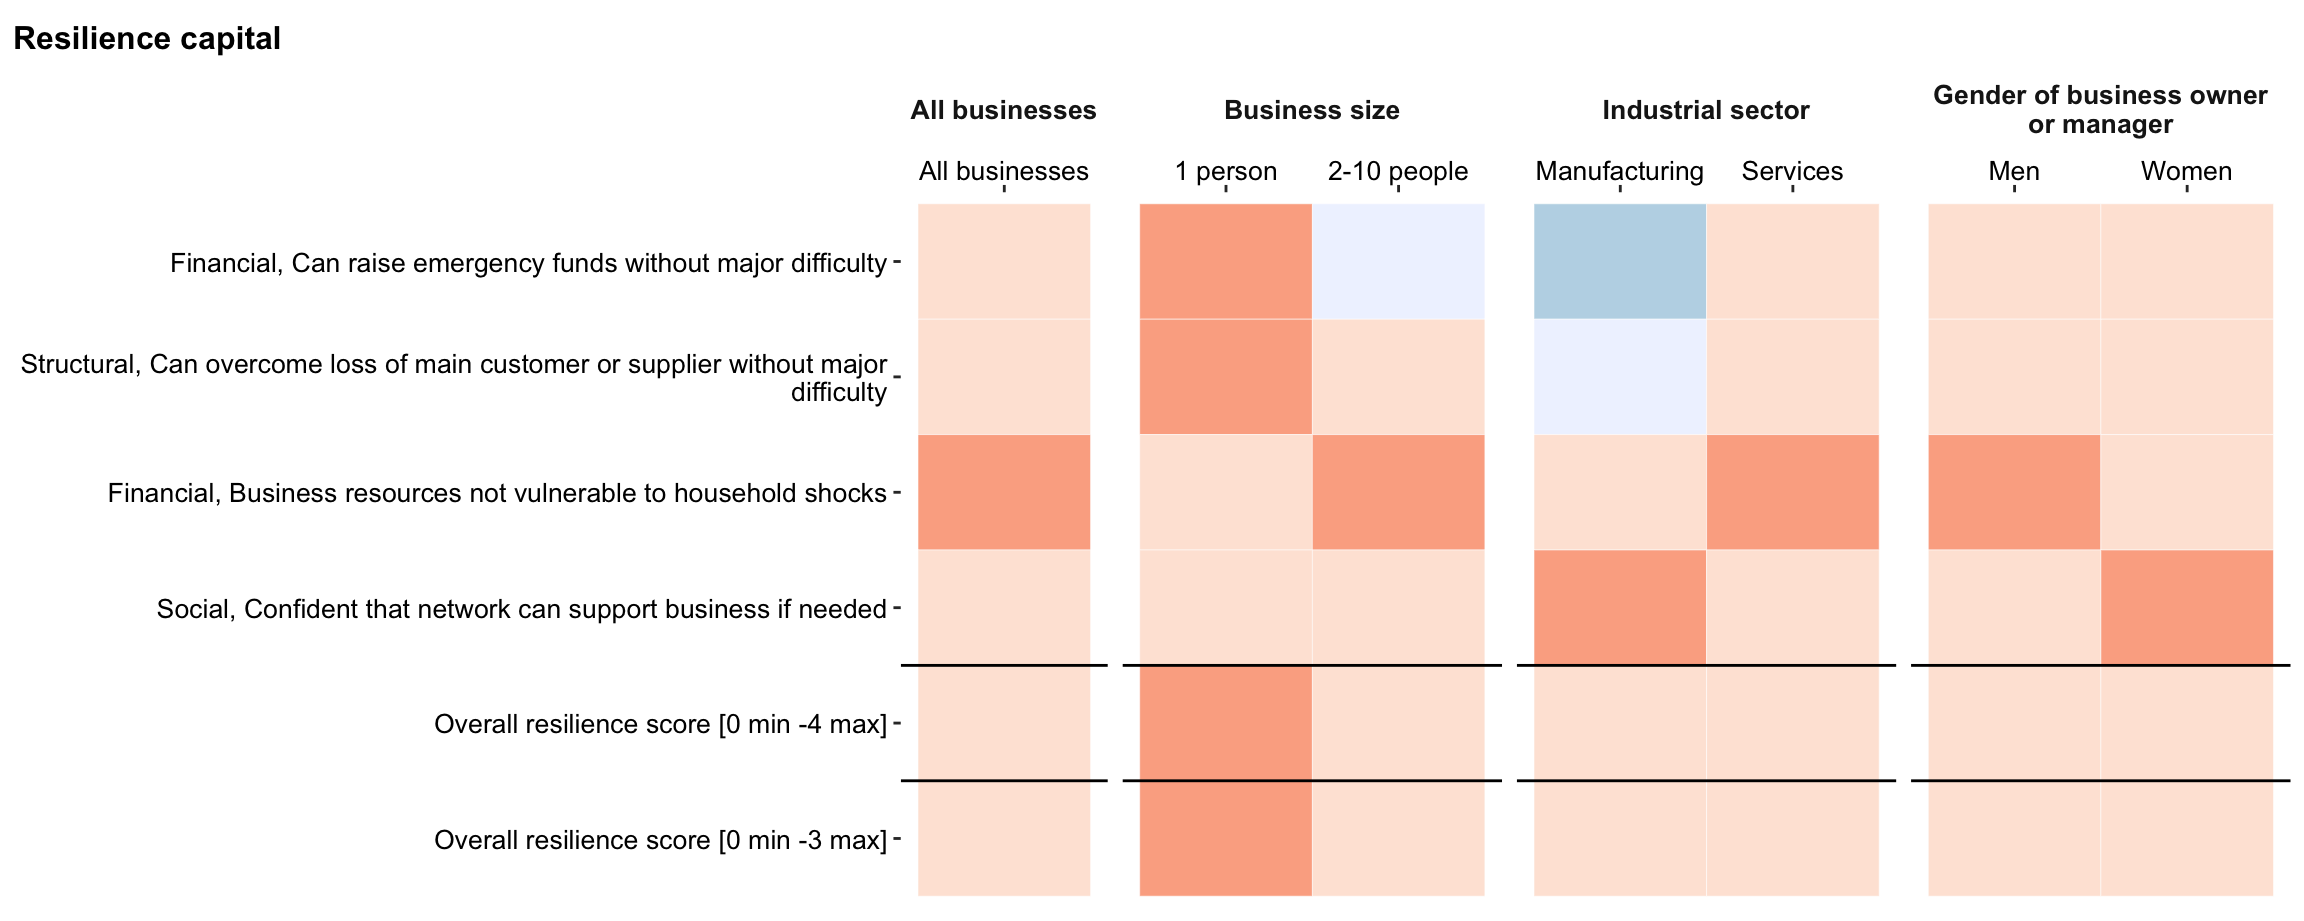 Resilience capital
All businesses
Business size
Industrial sector
Gender of business owner
or manager
All businesses
1 person
2-10 people
Manufacturing
Services
Men
Women
Financial, Can raise emergency funds without major difficulty
Structural, Can overcome loss of main customer or supplier without major
difficulty
Financial, Business resources not vulnerable to household shocks
Social, Confident that network can support business if needed
Overall resilience score [0 min -4 max]
Overall resilience score [0 min -3 max]